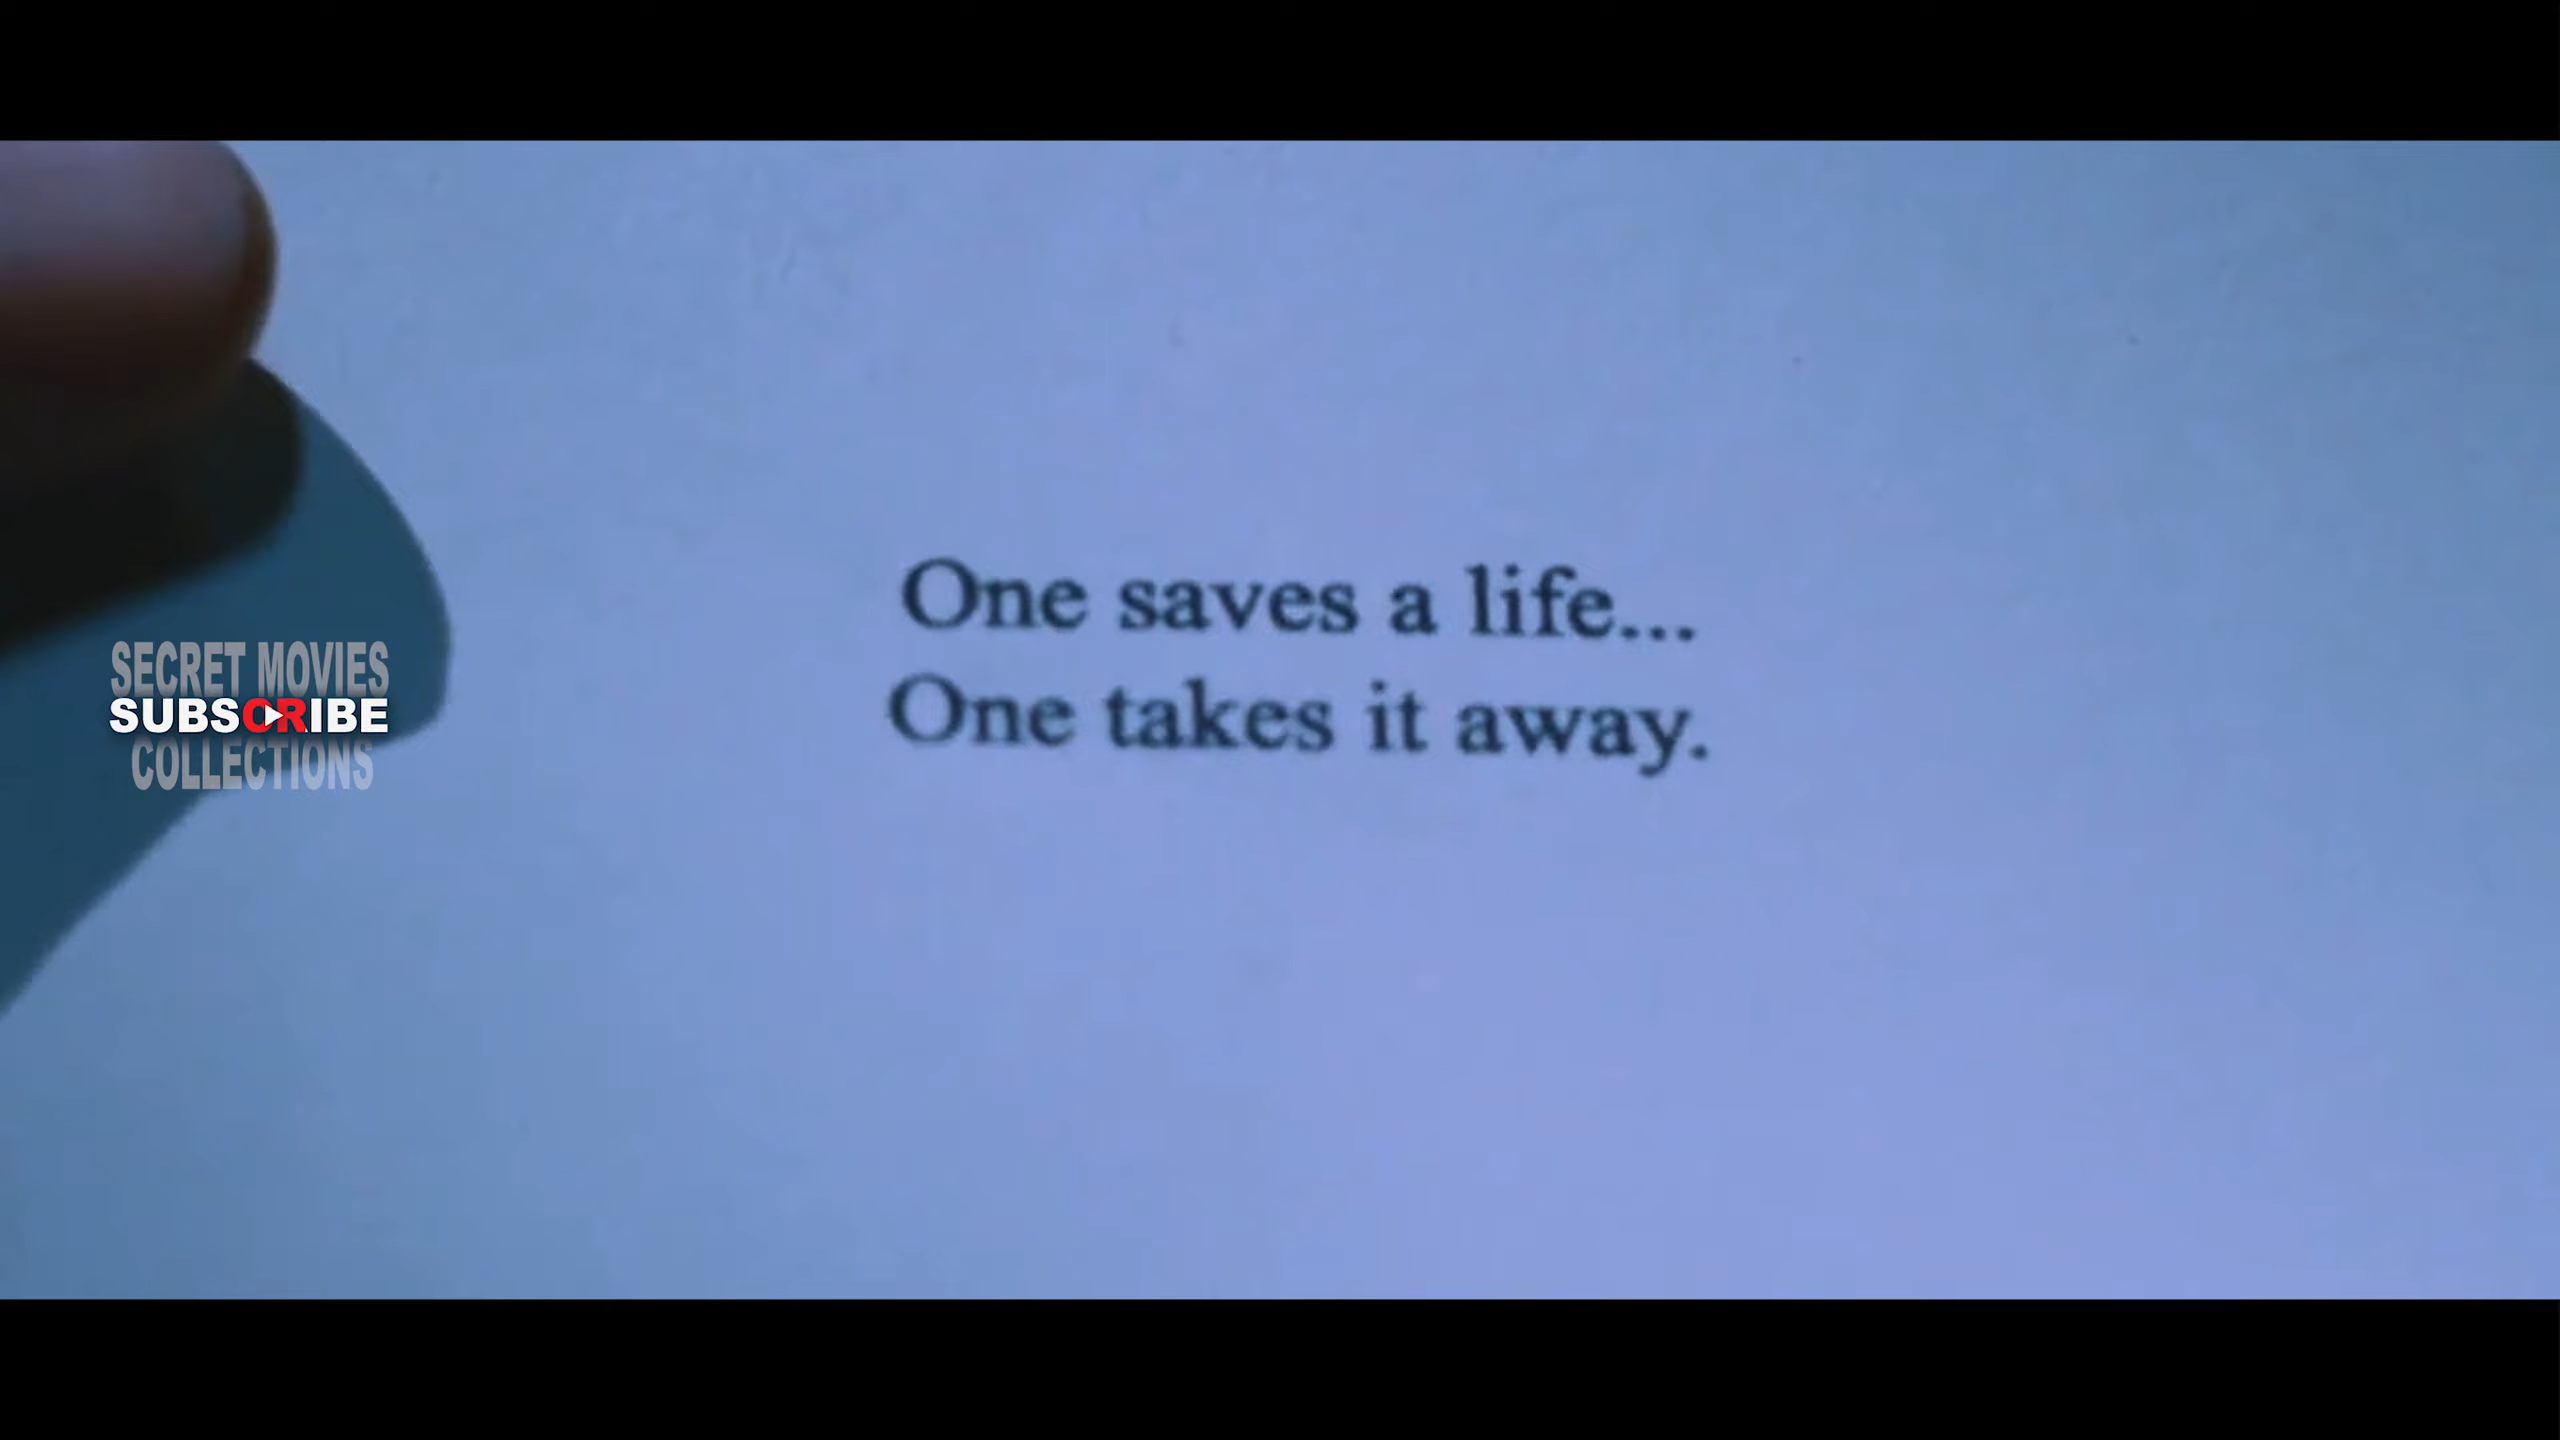 One saves a life...
One takes it away.
SECRET MOVIES
SUBSCRIBE
COLLECTIONS